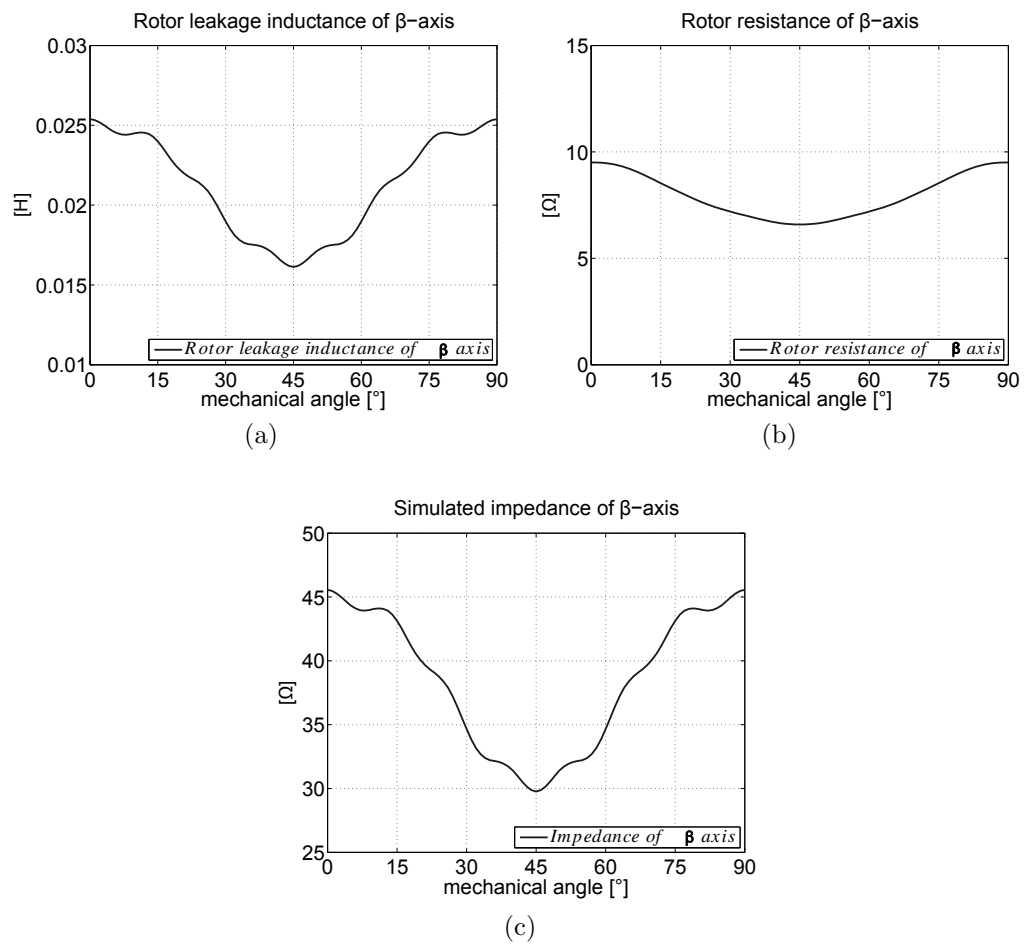 Rotor leakage inductance of β−axis
0.03
0.025
0.02
0.015
0.01
[H]
Rotor leakage inductance of β axis
0 15 30 45 60 75 90
mechanical angle [°]
(a)
Rotor resistance of β−axis
15
10
5
0
[Ω]
Rotor resistance of β axis
0 15 30 45 60 75 90
mechanical angle [°]
(b)
Simulated impedance of β−axis
50
45
40
35
30
25
[Ω]
Impedance of β axis
0 15 30 45 60 75 90
mechanical angle [°]
(c)